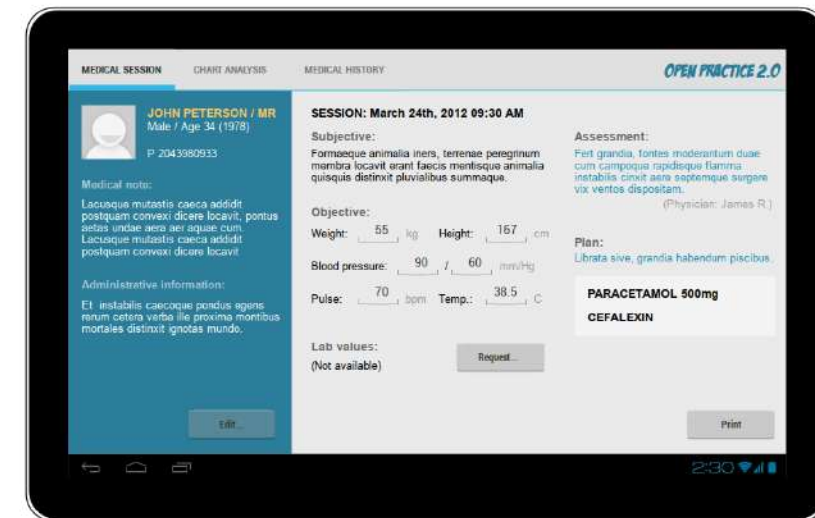 MEDICAL SESSION CHART ANALYSIS MEDICAL HISTORY
OPEN PRACTICE 2.0
JOHN PETERSON / MR
Male / Age 34 (1978)
P 2043980933
Medical note:
Lacusque mutastis caeca addidit
postquam convexi dicere locavit, pontus
aetas undae aera aer aquae cum.
Lacusque mutastis caeca addidit
postquam convexi dicere locavit
Administrative information:
Et instabilis caecoque pondus egens
rerum cetera verba ille proxima montibus
mortales distinxit ignotas mundo.
Edit...
SESSION: March 24th, 2012 09:30 AM
Subjective:
Formaeque animalia iners, terrenae peregrinum
membra locavit erant faecis mentisque animalia
quisquis distinxit pluvialibus summaque.
Objective:
Weight: 55 kg Height: 167 cm
Blood pressure: 90 / 60 mm/Hg
Pulse: 70 bpm Temp.: 38.5 C
Lab values:
(Not available)
Request...
Assessment:
Fert grandia, fontes moderantum duae
cum campoque rapidisque flamma
instabilis cinxit aera septemque surgere
vix ventos dispositam.
(Physician: James R.)
Plan:
Librata sive, grandia habendum piscibus.
PARACETAMOL 500mg
CEFALEXIN
Print
2:30